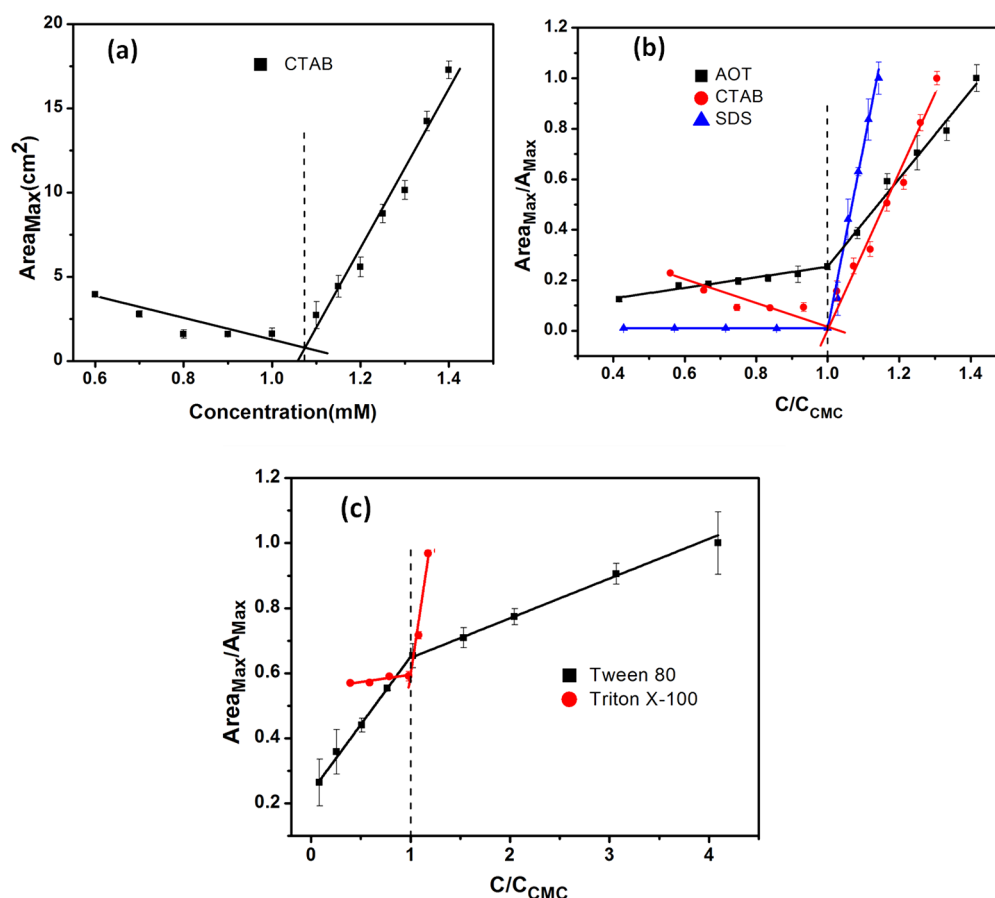 (a)
CTAB
20
15
10
5
0
0.6 0.8 1.0 1.2 1.4
Area_Max(cm²)
Concentration(mM)
(b)
AOT
CTAB
SDS
1.2
1.0
0.8
0.6
0.4
0.2
0.0
0.4 0.6 0.8 1.0 1.2 1.4
Area_Max/A_Max
C/C_CMC
(c)
Tween 80
Triton X-100
1.2
1.0
0.8
0.6
0.4
0.2
0 1 2 3 4
Area_Max/A_Max
C/C_CMC